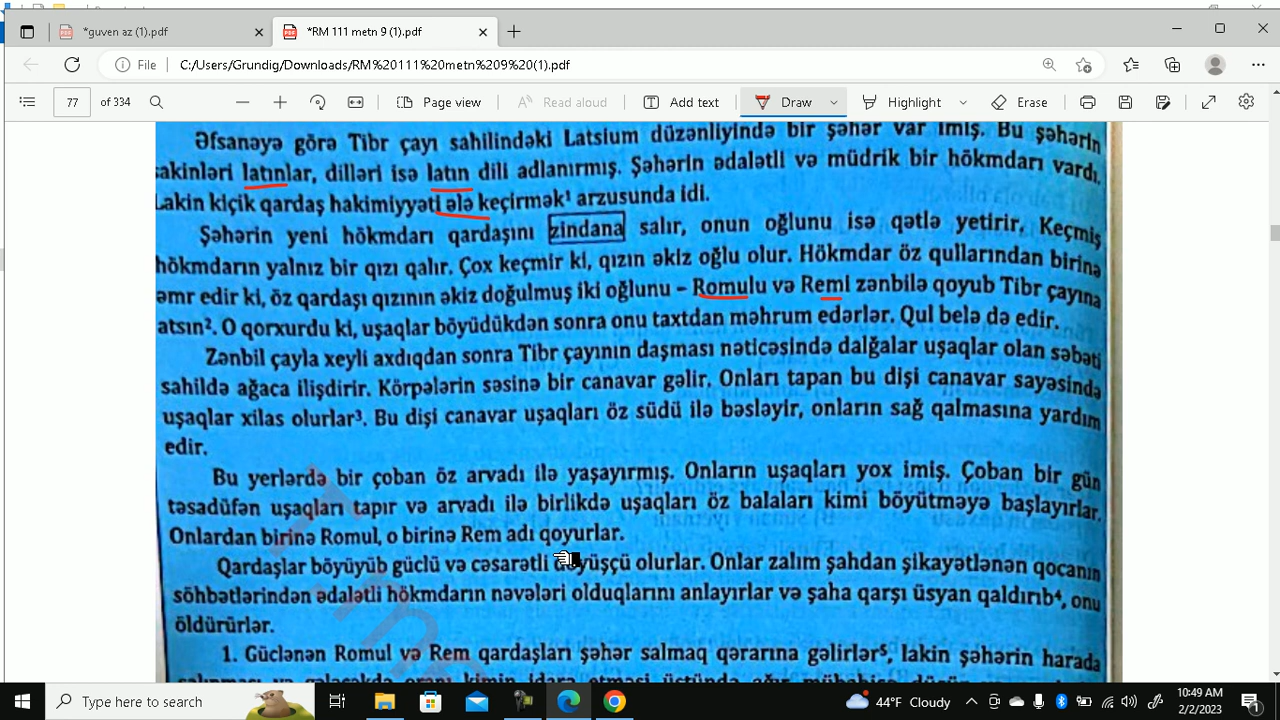 *guven az (1).pdf
*RM 111 metn 9 (1).pdf
File C:/Users/Grundig/Downloads/RM%20111%20metn%209%20(1).pdf
77 of 334 Page view Read aloud Add text Draw Highlight Erase
Əfsanəyə görə Tibr çayı sahilindəki Latsium düzənliyində bir şəhər var imiş. Bu şəhərin
sakinləri latınlar, dilləri isə latın dili adlanırmış. Şəhərin ədalətli və müdrik bir hökmdarı vardı.
Lakin kiçik qardaş hakimiyyəti ələ keçirmək¹ arzusunda idi.
Şəhərin yeni hökmdarı qardaşını zindana salır, onun oğlunu isə qətlə yetirir. Keçmiş
hökmdarın yalnız bir qızı qalır. Çox keçmir ki, qızın əkiz oğlu olur. Hökmdar öz qullarından birinə
əmr edir ki, öz qardaşı qızının əkiz doğulmuş iki oğlunu – Romulu və Remi zənbilə qoyub Tibr çayına
atsın². O qorxurdu ki, uşaqlar böyüdükdən sonra onu taxtdan məhrum edərlər. Qul belə də edir.
Zənbil çayla xeyli axdıqdan sonra Tibr çayının daşması nəticəsində dalğalar uşaqlar olan səbəti
sahildə ağaca ilişdirir. Körpələrin səsinə bir canavar gəlir. Onları tapan bu dişi canavar sayəsində
uşaqlar xilas olurlar³. Bu dişi canavar uşaqları öz südü ilə bəsləyir, onların sağ qalmasına yardım
edir.
Bu yerlərdə bir çoban öz arvadı ilə yaşayırmış. Onların uşaqları yox imiş. Çoban bir gün
təsadüfən uşaqları tapır və arvadı ilə birlikdə uşaqları öz balaları kimi böyütməyə başlayırlar.
Onlardan birinə Romul, o birinə Rem adı qoyurlar.
Qardaşlar böyüyüb güclü və cəsarətli döyüşçü olurlar. Onlar zalım şahdan şikayətlənən qocanın
söhbətlərindən ədalətli hökmdarın nəvələri olduqlarını anlayırlar və şaha qarşı üsyan qaldırıb⁴, onu
öldürürlər.
1. Güclənən Romul və Rem qardaşları şəhər salmaq qərarına gəlirlər⁵, lakin şəhərin harada
Type here to search
44°F Cloudy
10:49 AM
2/2/2023